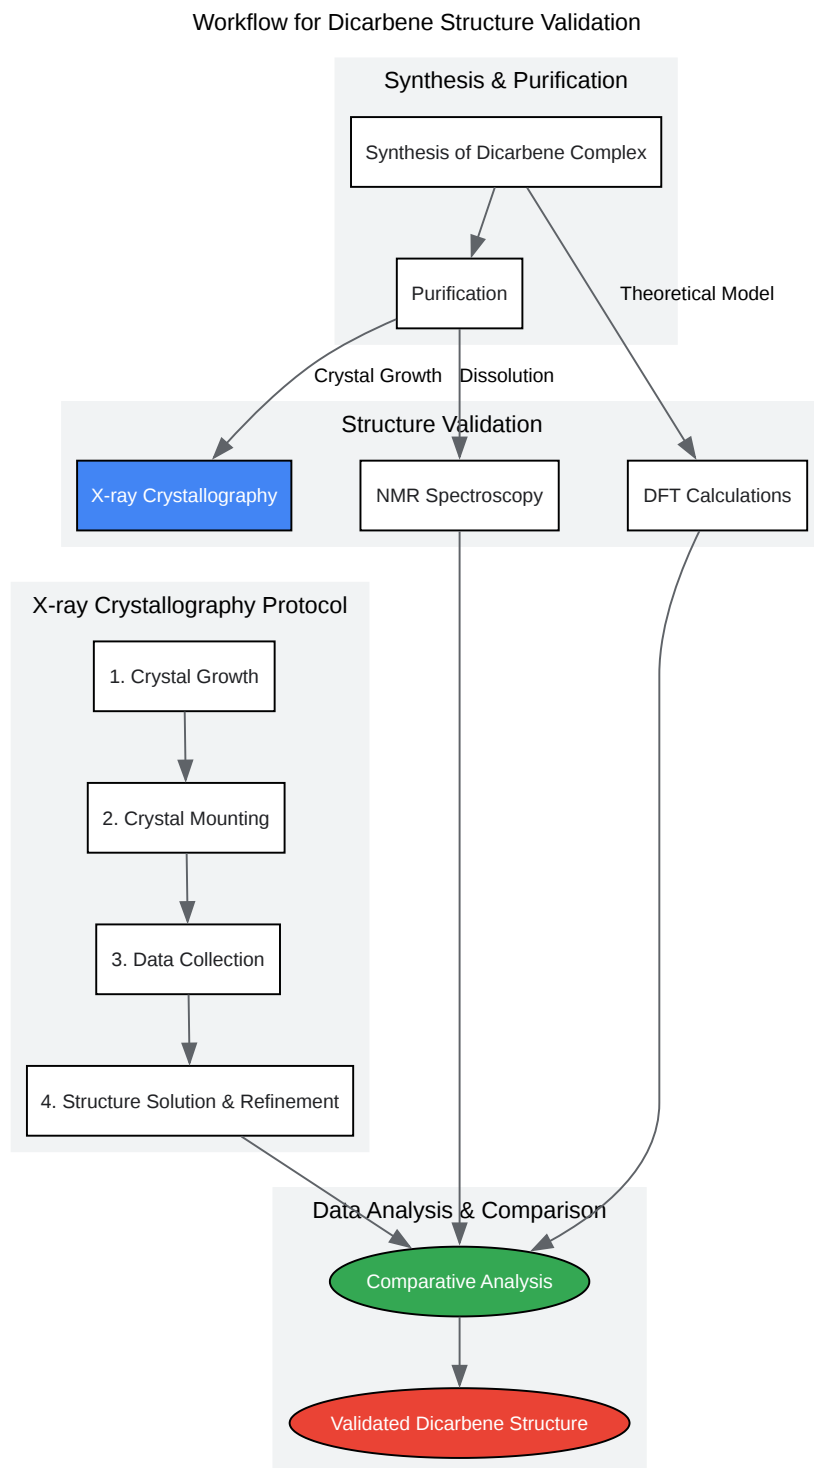 Workflow for Dicarbene Structure Validation
Synthesis & Purification
Synthesis of Dicarbene Complex
Purification
Theoretical Model
Crystal Growth
Dissolution
Structure Validation
X-ray Crystallography
NMR Spectroscopy
DFT Calculations
X-ray Crystallography Protocol
1. Crystal Growth
2. Crystal Mounting
3. Data Collection
4. Structure Solution & Refinement
Data Analysis & Comparison
Comparative Analysis
Validated Dicarbene Structure